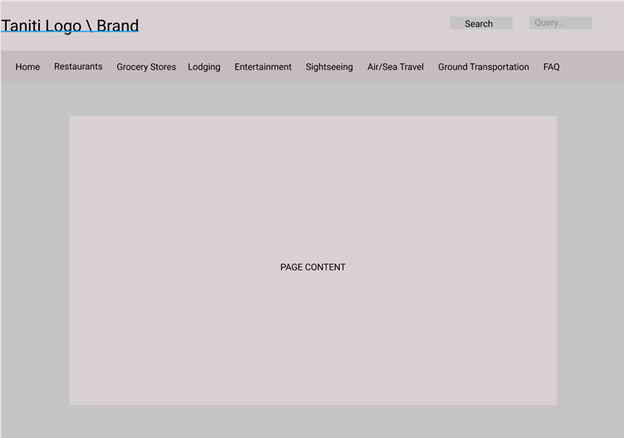 Taniti Logo \ Brand
Search
Query...
Home Restaurants Grocery Stores Lodging Entertainment Sightseeing Air/Sea Travel Ground Transportation FAQ
PAGE CONTENT